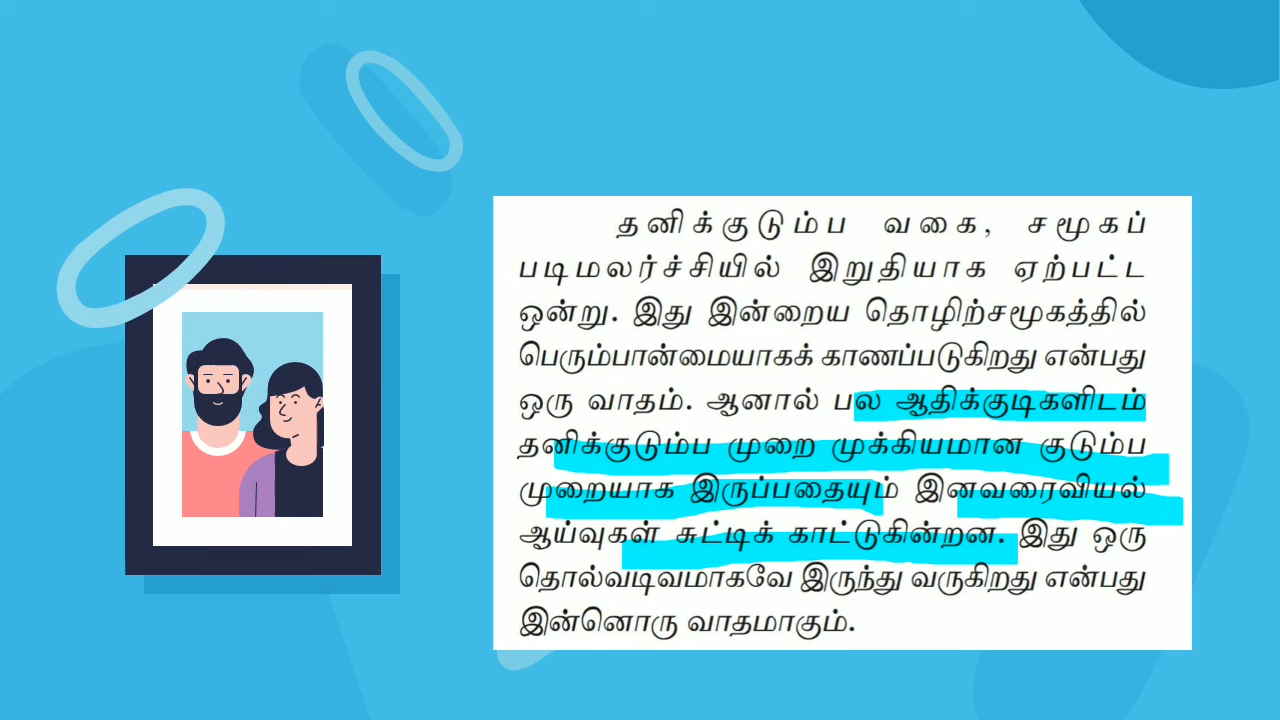 தனிக்குடும்ப வகை, சமூகப்
படிமலர்ச்சியில் இறுதியாக ஏற்பட்ட
ஒன்று. இது இன்றைய தொழிற்சமூகத்தில்
பெரும்பான்மையாகக் காணப்படுகிறது என்பது
ஒரு வாதம். ஆனால் பல ஆதிக்குடிகளிடம்
தனிக்குடும்ப முறை முக்கியமான குடும்ப
முறையாக இருப்பதையும் இனவரைவியல்
ஆய்வுகள் சுட்டிக் காட்டுகின்றன. இது ஒரு
தொல்வடிவமாகவே இருந்து வருகிறது என்பது
இன்னொரு வாதமாகும்.